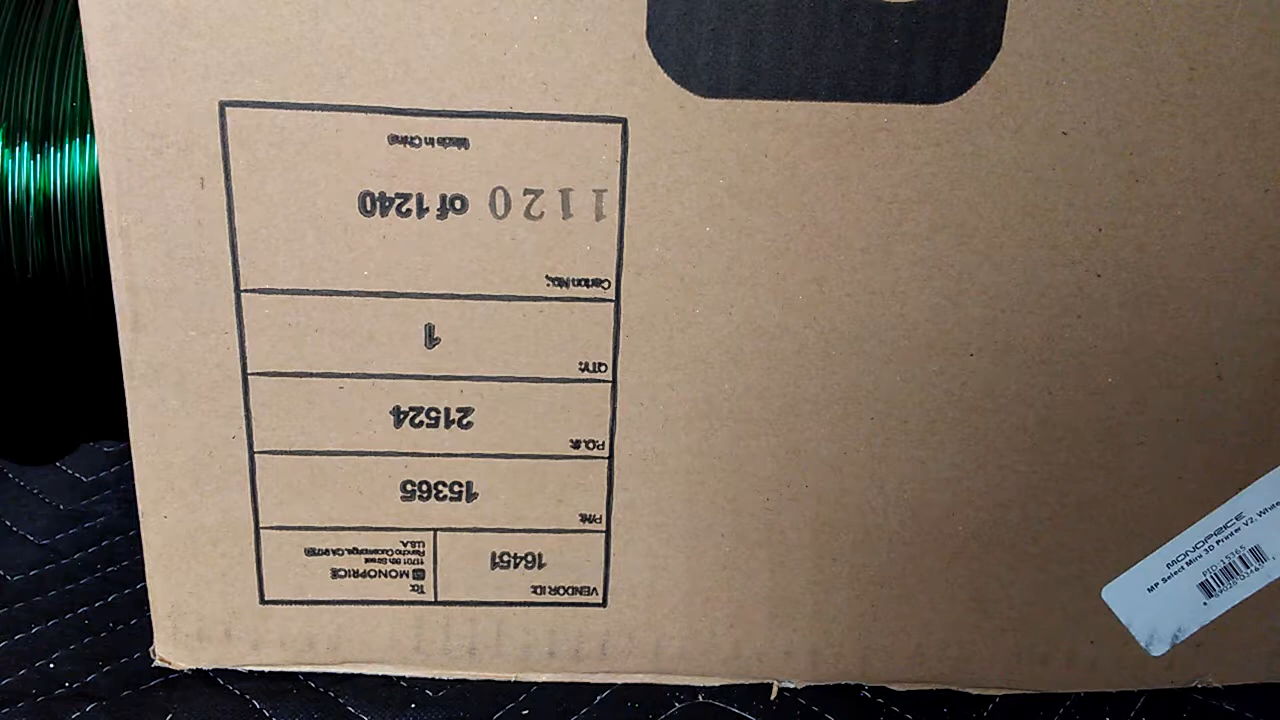 VENDOR ID:
16451
To:
MONOPRICE
11701 6th Street
Rancho Cucamonga, CA
U.S.A.
P/N:
15365
P.O.#:
21524
QTY:
1
Carton No.:
1120 of 1240
Made In China
MONOPRICE
MP Select Mini 3D Printer V2, White
PID 15365